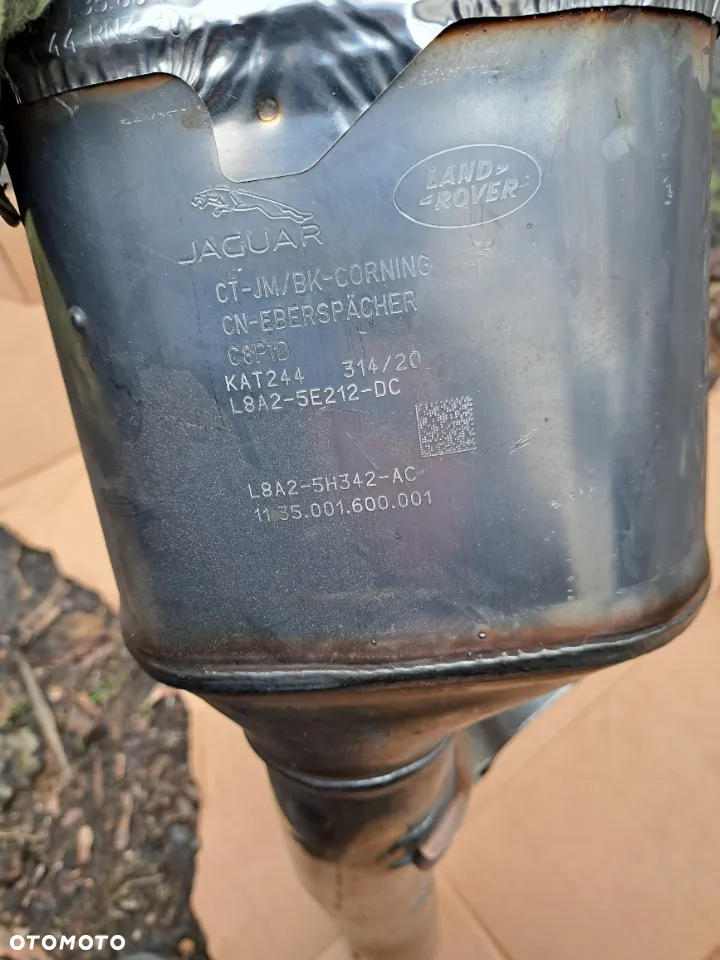 JAGUAR
LAND
ROVER
CT-JM/BK-CORNING
CN-EBERSPÄCHER
C8P1D
KAT244 314/20
L8A2-5E212-DC
L8A2-5H342-AC
11.35.001.600.001
OTOMOTO